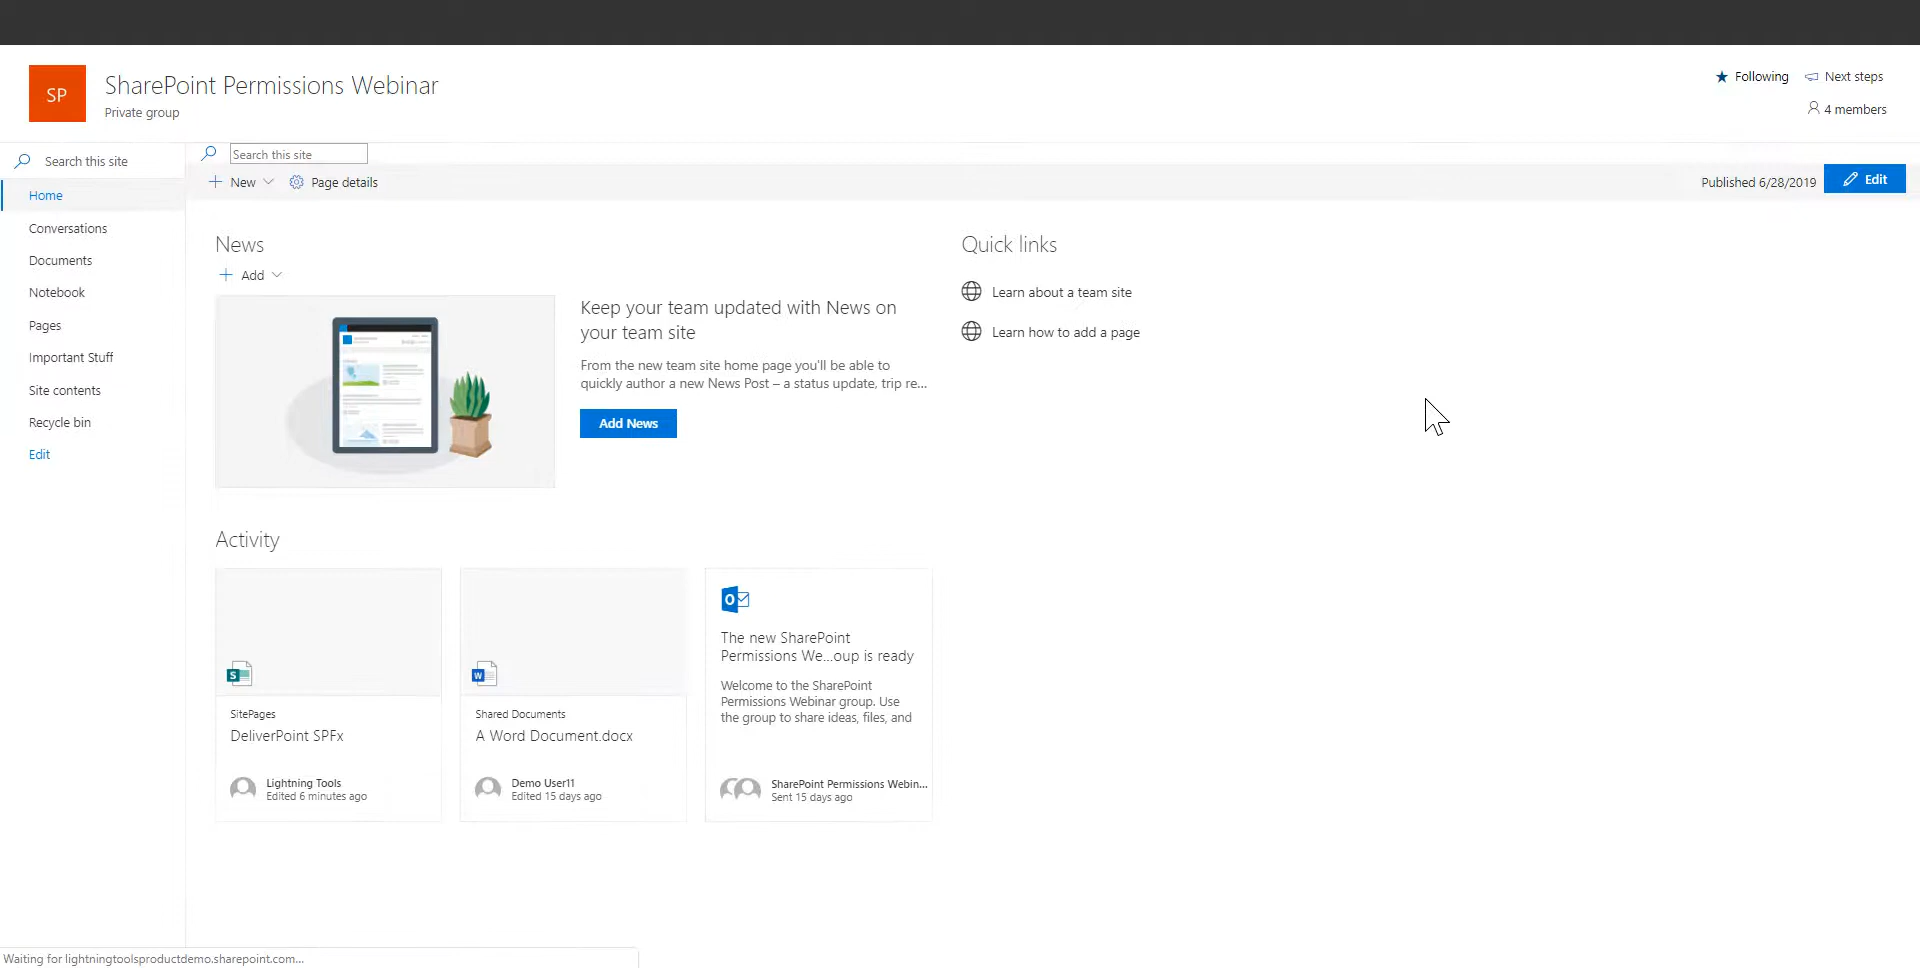 SP
SharePoint Permissions Webinar
Private group
Following
Next steps
4 members
Search this site
Home
Conversations
Documents
Notebook
Pages
Important Stuff
Site contents
Recycle bin
Edit
Search this site
New
Page details
Published 6/28/2019
Edit
News
Add
Keep your team updated with News on
your team site
From the new team site home page you'll be able to
quickly author a new News Post – a status update, trip re...
Add News
Quick links
Learn about a team site
Learn how to add a page
Activity
S
SitePages
DeliverPoint SPFx
Lightning Tools
Edited 6 minutes ago
W
Shared Documents
A Word Document.docx
Demo User11
Edited 15 days ago
O
The new SharePoint
Permissions We...oup is ready
Welcome to the SharePoint
Permissions Webinar group. Use
the group to share ideas, files, and
SharePoint Permissions Webin...
Sent 15 days ago
Waiting for lightningtoolsproductdemo.sharepoint.com...